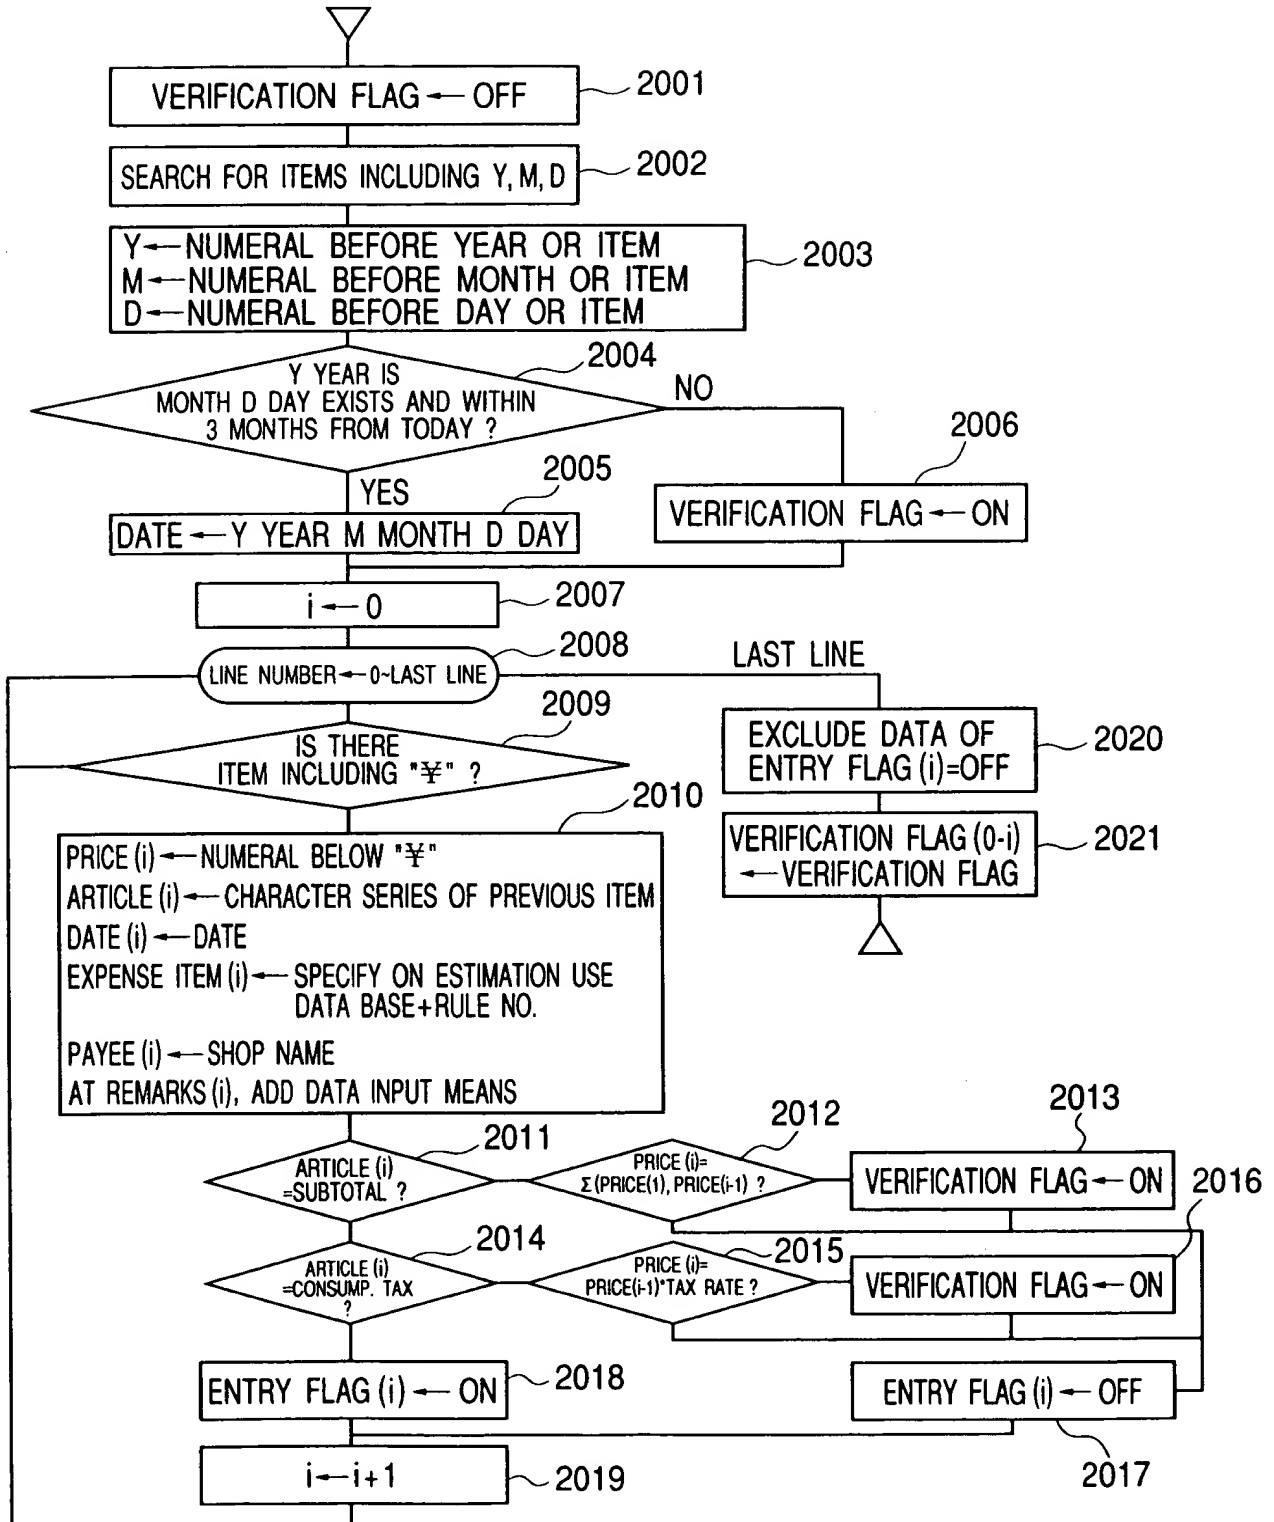 VERIFICATION FLAG ← OFF
2001
SEARCH FOR ITEMS INCLUDING Y, M, D
2002
Y←NUMERAL BEFORE YEAR OR ITEM
M←NUMERAL BEFORE MONTH OR ITEM
D←NUMERAL BEFORE DAY OR ITEM
2003
2004
Y YEAR IS
MONTH D DAY EXISTS AND WITHIN
3 MONTHS FROM TODAY ?
NO
YES
2005
DATE ← Y YEAR M MONTH D DAY
2006
VERIFICATION FLAG ← ON
i ← 0
2007
LINE NUMBER ← 0~LAST LINE
2008
LAST LINE
2009
IS THERE
ITEM INCLUDING "¥" ?
EXCLUDE DATA OF
ENTRY FLAG (i)=OFF
2020
VERIFICATION FLAG (0-i)
← VERIFICATION FLAG
2021
2010
PRICE (i) ← NUMERAL BELOW "¥"
ARTICLE (i) ← CHARACTER SERIES OF PREVIOUS ITEM
DATE (i) ← DATE
EXPENSE ITEM (i) ← SPECIFY ON ESTIMATION USE
DATA BASE+RULE NO.
PAYEE (i) ← SHOP NAME
AT REMARKS (i), ADD DATA INPUT MEANS
2011
ARTICLE (i)
=SUBTOTAL ?
2012
PRICE (i)=
Σ (PRICE(1), PRICE(i-1) ?
2013
VERIFICATION FLAG ← ON
2014
ARTICLE (i)
=CONSUMP. TAX
?
2015
PRICE (i)=
PRICE(i-1)*TAX RATE ?
2016
VERIFICATION FLAG ← ON
ENTRY FLAG (i) ← ON
2018
ENTRY FLAG (i) ← OFF
2017
i ← i+1
2019